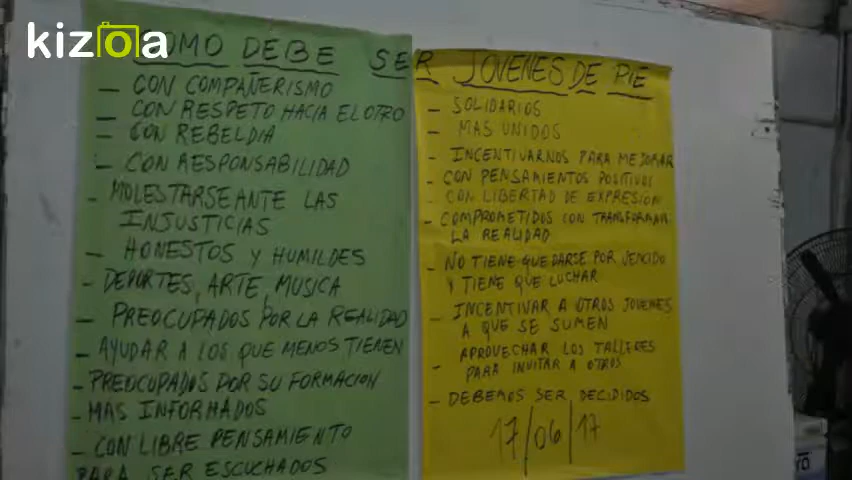 kizoa
COMO DEBE SER JOVENES DE PIE
- CON COMPAÑERISMO
- CON RESPETO HACIA EL OTRO
- CON REBELDIA
- CON RESPONSABILIDAD
- MOLESTARSE ANTE LAS
INJUSTICIAS
- HONESTOS Y HUMILDES
- DEPORTES, ARTE, MUSICA
- PREOCUPADOS POR LA REALIDAD
- AYUDAR A LOS QUE MENOS TIENEN
- PREOCUPADOS POR SU FORMACION
- MAS INFORMADOS
- CON LIBRE PENSAMIENTO
PARA SER ESCUCHADOS
- SOLIDARIOS
- MAS UNIDOS
- INCENTIVARNOS PARA MEJORAR
- CON PENSAMIENTOS POSITIVOS
- CON LIBERTAD DE EXPRESIÓN
- COMPROMETIDOS CON TRANSFORMAR
LA REALIDAD
- NO TIENE QUE DARSE POR VENCIDO
Y TIENE QUE LUCHAR
- INCENTIVAR A OTROS JOVENES
A QUE SE SUMEN
- APROVECHAR LOS TALLERES
PARA INVITAR A OTROS
- DEBEMOS SER DECIDIDOS
17/06/17